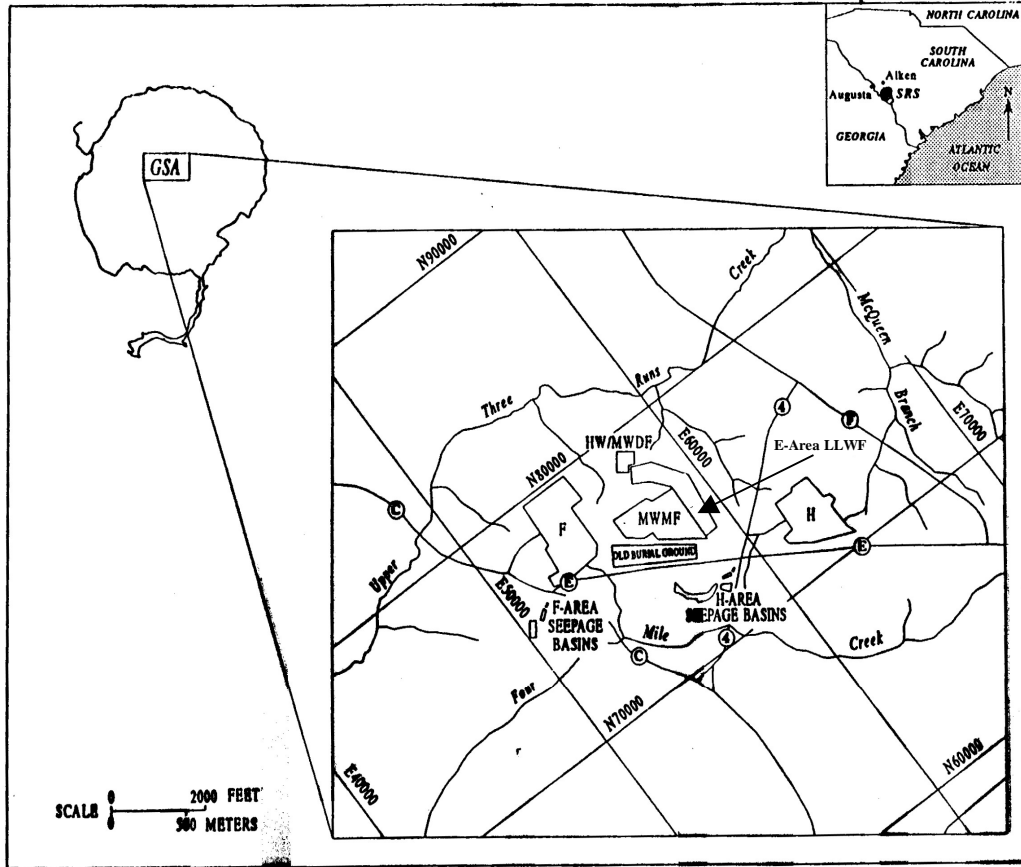 NORTH CAROLINA
SOUTH
CAROLINA
Aiken
Augusta
SRS
N
GEORGIA
ATLANTIC
OCEAN
GSA
N90000
Creek
McQueen
Runs
Three
4
F
Branch
E70000
HW/MWDF
E60000
E-Area LLWF
N80000
C
F
MWMF
H
OLD BURIAL GROUND
E
E
Upper
E50000
F-AREA
SEEPAGE
BASINS
H-AREA
SEEPAGE BASINS
Mile
4
Creek
C
Four
N70000
N60000
E40000
SCALE
0 2000 FEET
0 500 METERS